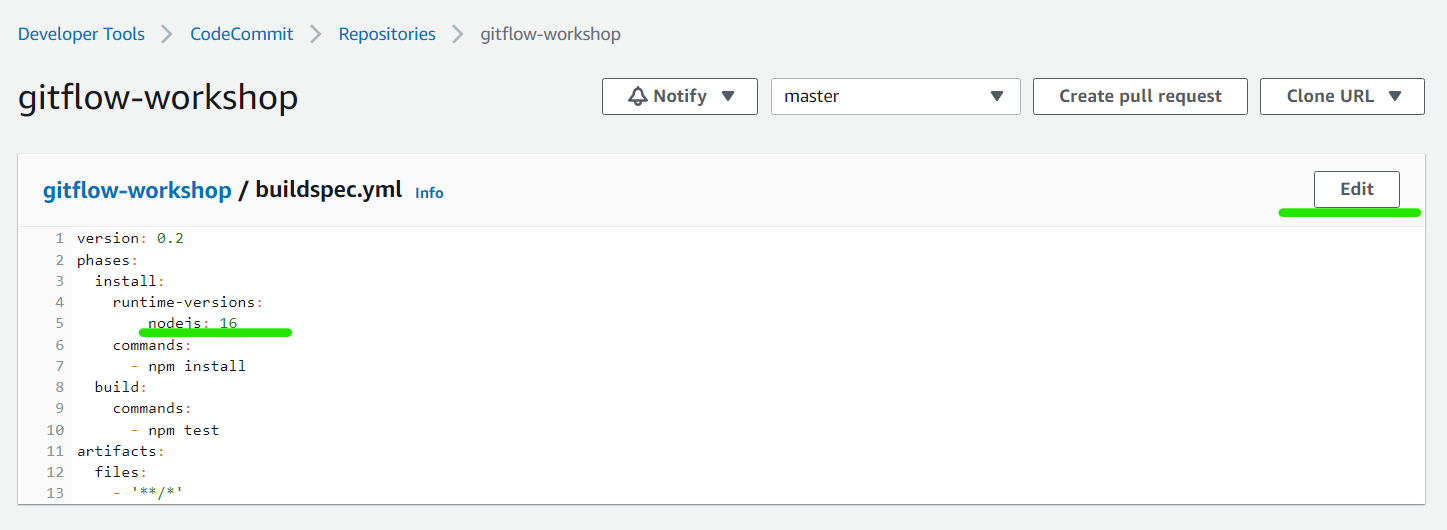 Developer Tools > CodeCommit > Repositories > gitflow-workshop
gitflow-workshop Notify master Create pull request Clone URL
gitflow-workshop / buildspec.yml Info Edit
1 version: 0.2
2 phases:
3   install:
4     runtime-versions:
5         nodejs: 16
6     commands:
7       - npm install
8   build:
9     commands:
10       - npm test
11 artifacts:
12   files:
13     - '**/*'